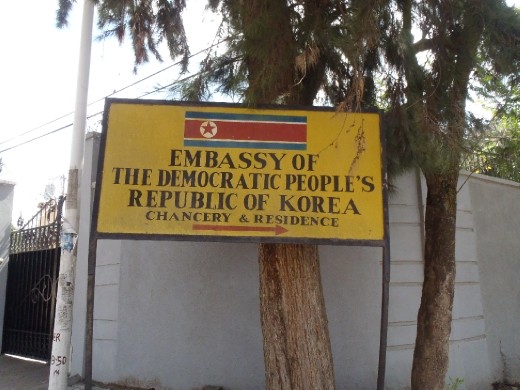 EMBASSY OF
THE DEMOCRATIC PEOPLE'S
REPUBLIC OF KOREA
CHANCERY & RESIDENCE